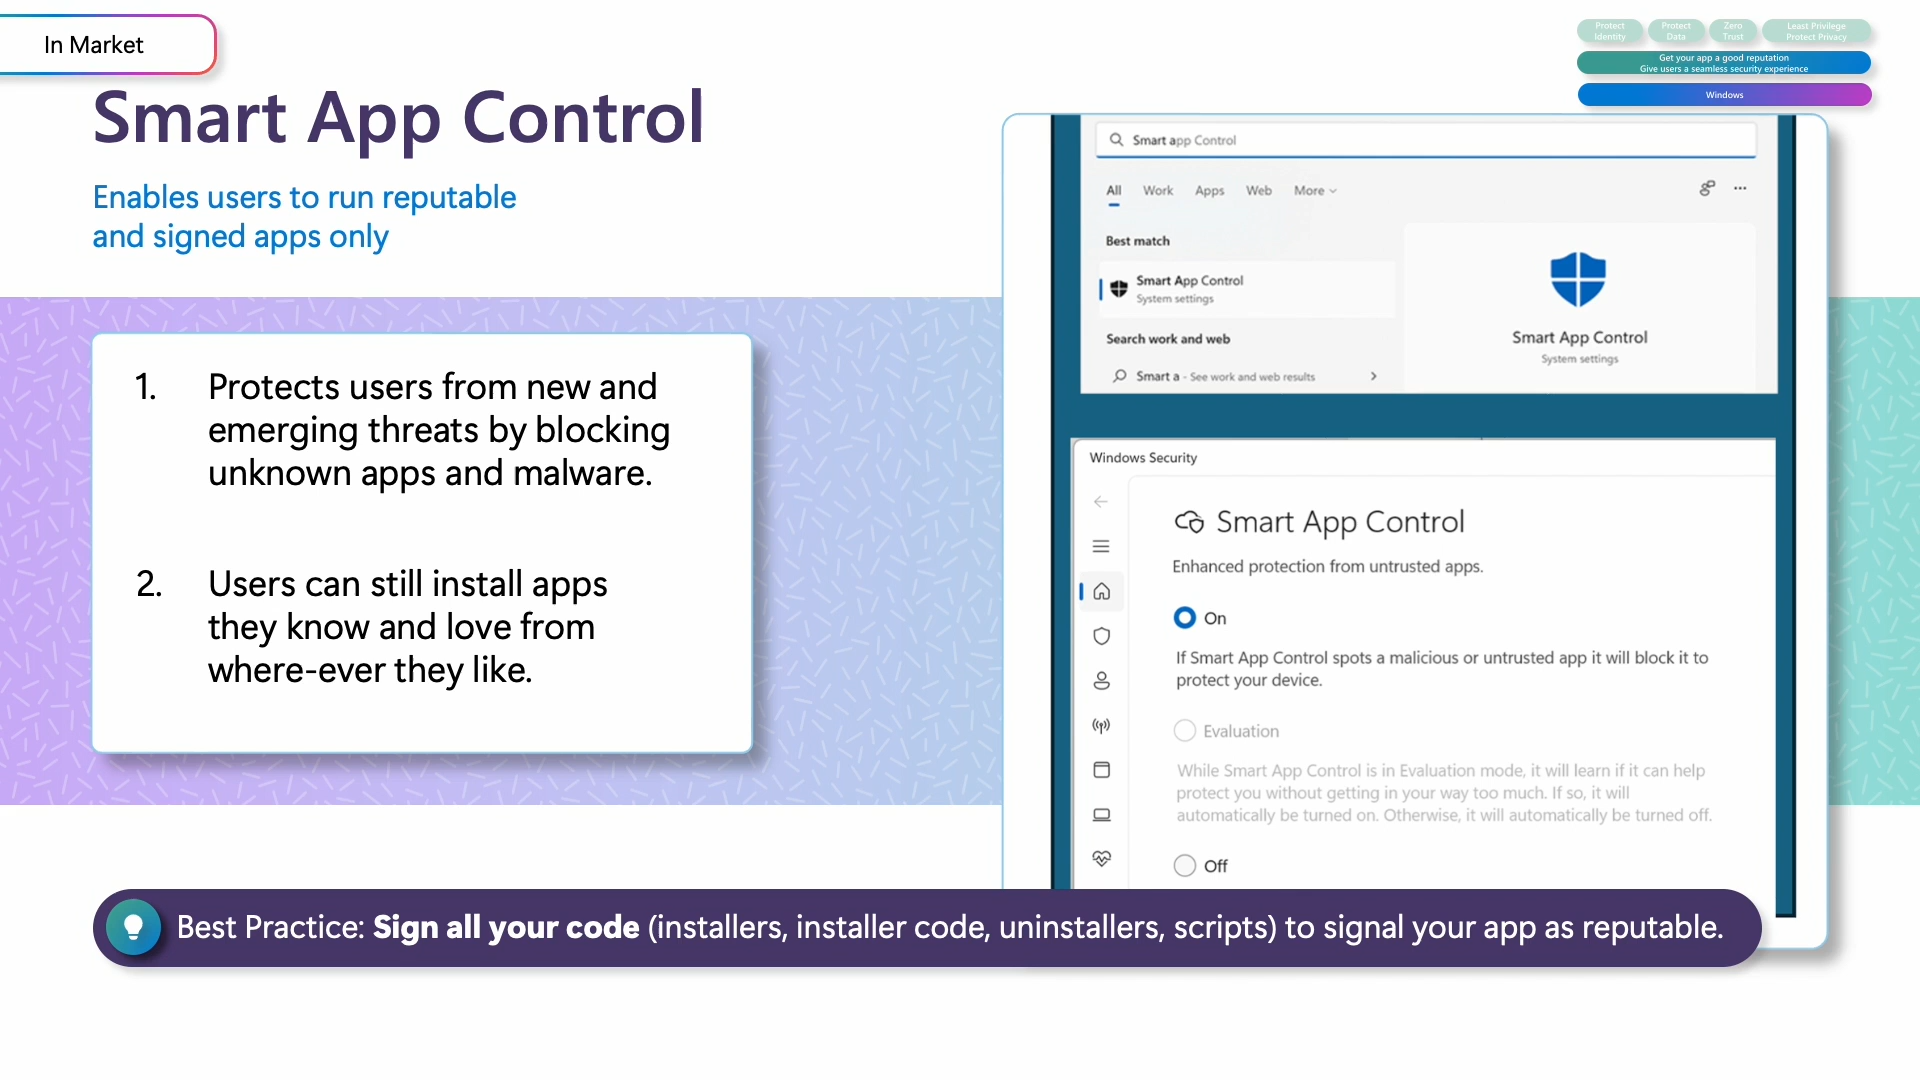 In Market
Protect
Identity
Protect
Data
Zero
Trust
Least Privilege
Protect Privacy
Get your app a good reputation
Give users a seamless security experience
Windows
Smart App Control
Enables users to run reputable
and signed apps only
1. Protects users from new and
emerging threats by blocking
unknown apps and malware.
2. Users can still install apps
they know and love from
where-ever they like.
Smart app Control
All Work Apps Web More
Best match
Smart App Control
System settings
Search work and web
Smart a - See work and web results
Smart App Control
System settings
Windows Security
Smart App Control
Enhanced protection from untrusted apps.
On
If Smart App Control spots a malicious or untrusted app it will block it to
protect your device.
Evaluation
While Smart App Control is in Evaluation mode, it will learn if it can help
protect you without getting in your way too much. If so, it will
automatically be turned on. Otherwise, it will automatically be turned off.
Off
Best Practice: Sign all your code (installers, installer code, uninstallers, scripts) to signal your app as reputable.